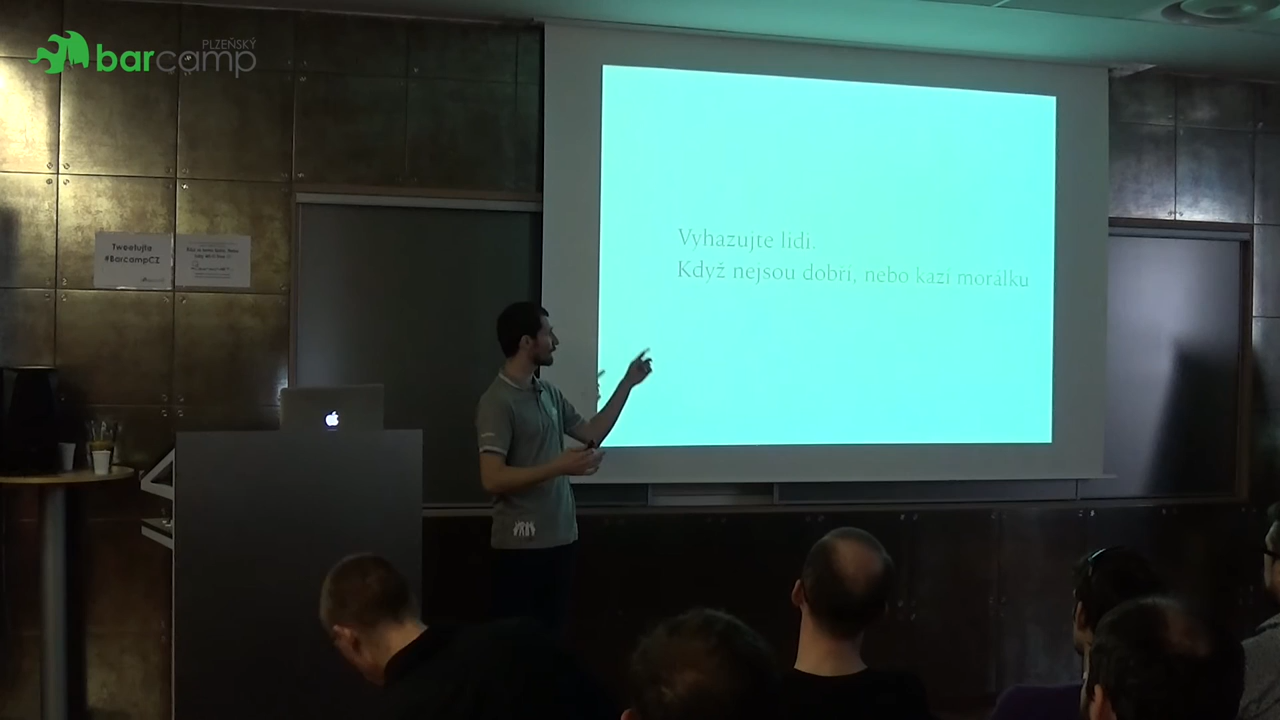 PLZEŇSKÝ
barcamp
Vyhazujte lidi.
Když nejsou dobří, nebo kazí morálku
Tweetujte
#BarcampCZ